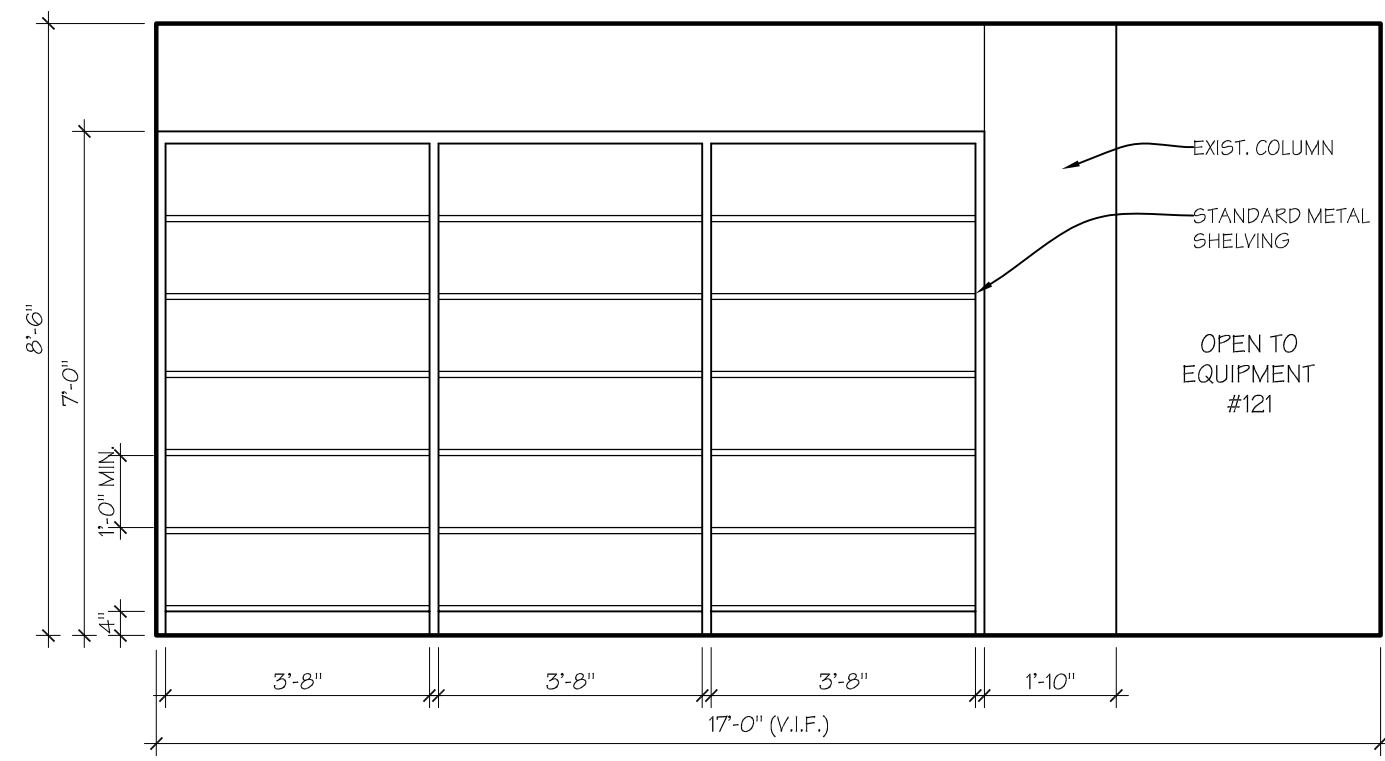 EXIST. COLUMN
STANDARD METAL
SHELVING
8'-6"
7'-0"
OPEN TO
EQUIPMENT
#121
1'-0" MIN.
4"
3'-8"
3'-8"
3'-8"
1'-10"
17'-0" (V.I.F.)